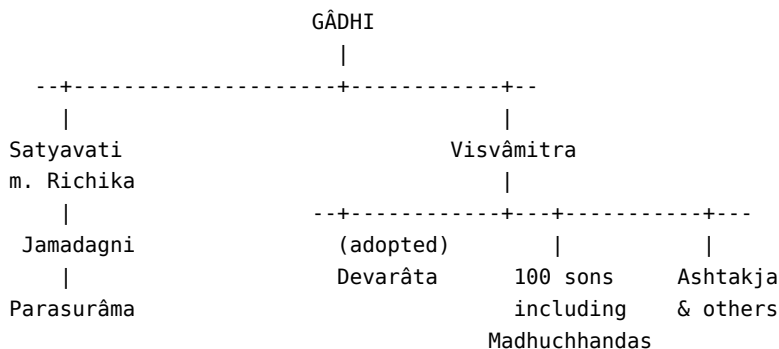 GÂDHI
|
--+---------------------+------------+--
| |
Satyavati Visvâmitra
m. Richika |
| --+------------+---+-----------+---
Jamadagni (adopted) | |
| Devarâta 100 sons Ashtakja
Parasurâma including & others
Madhuchhandas